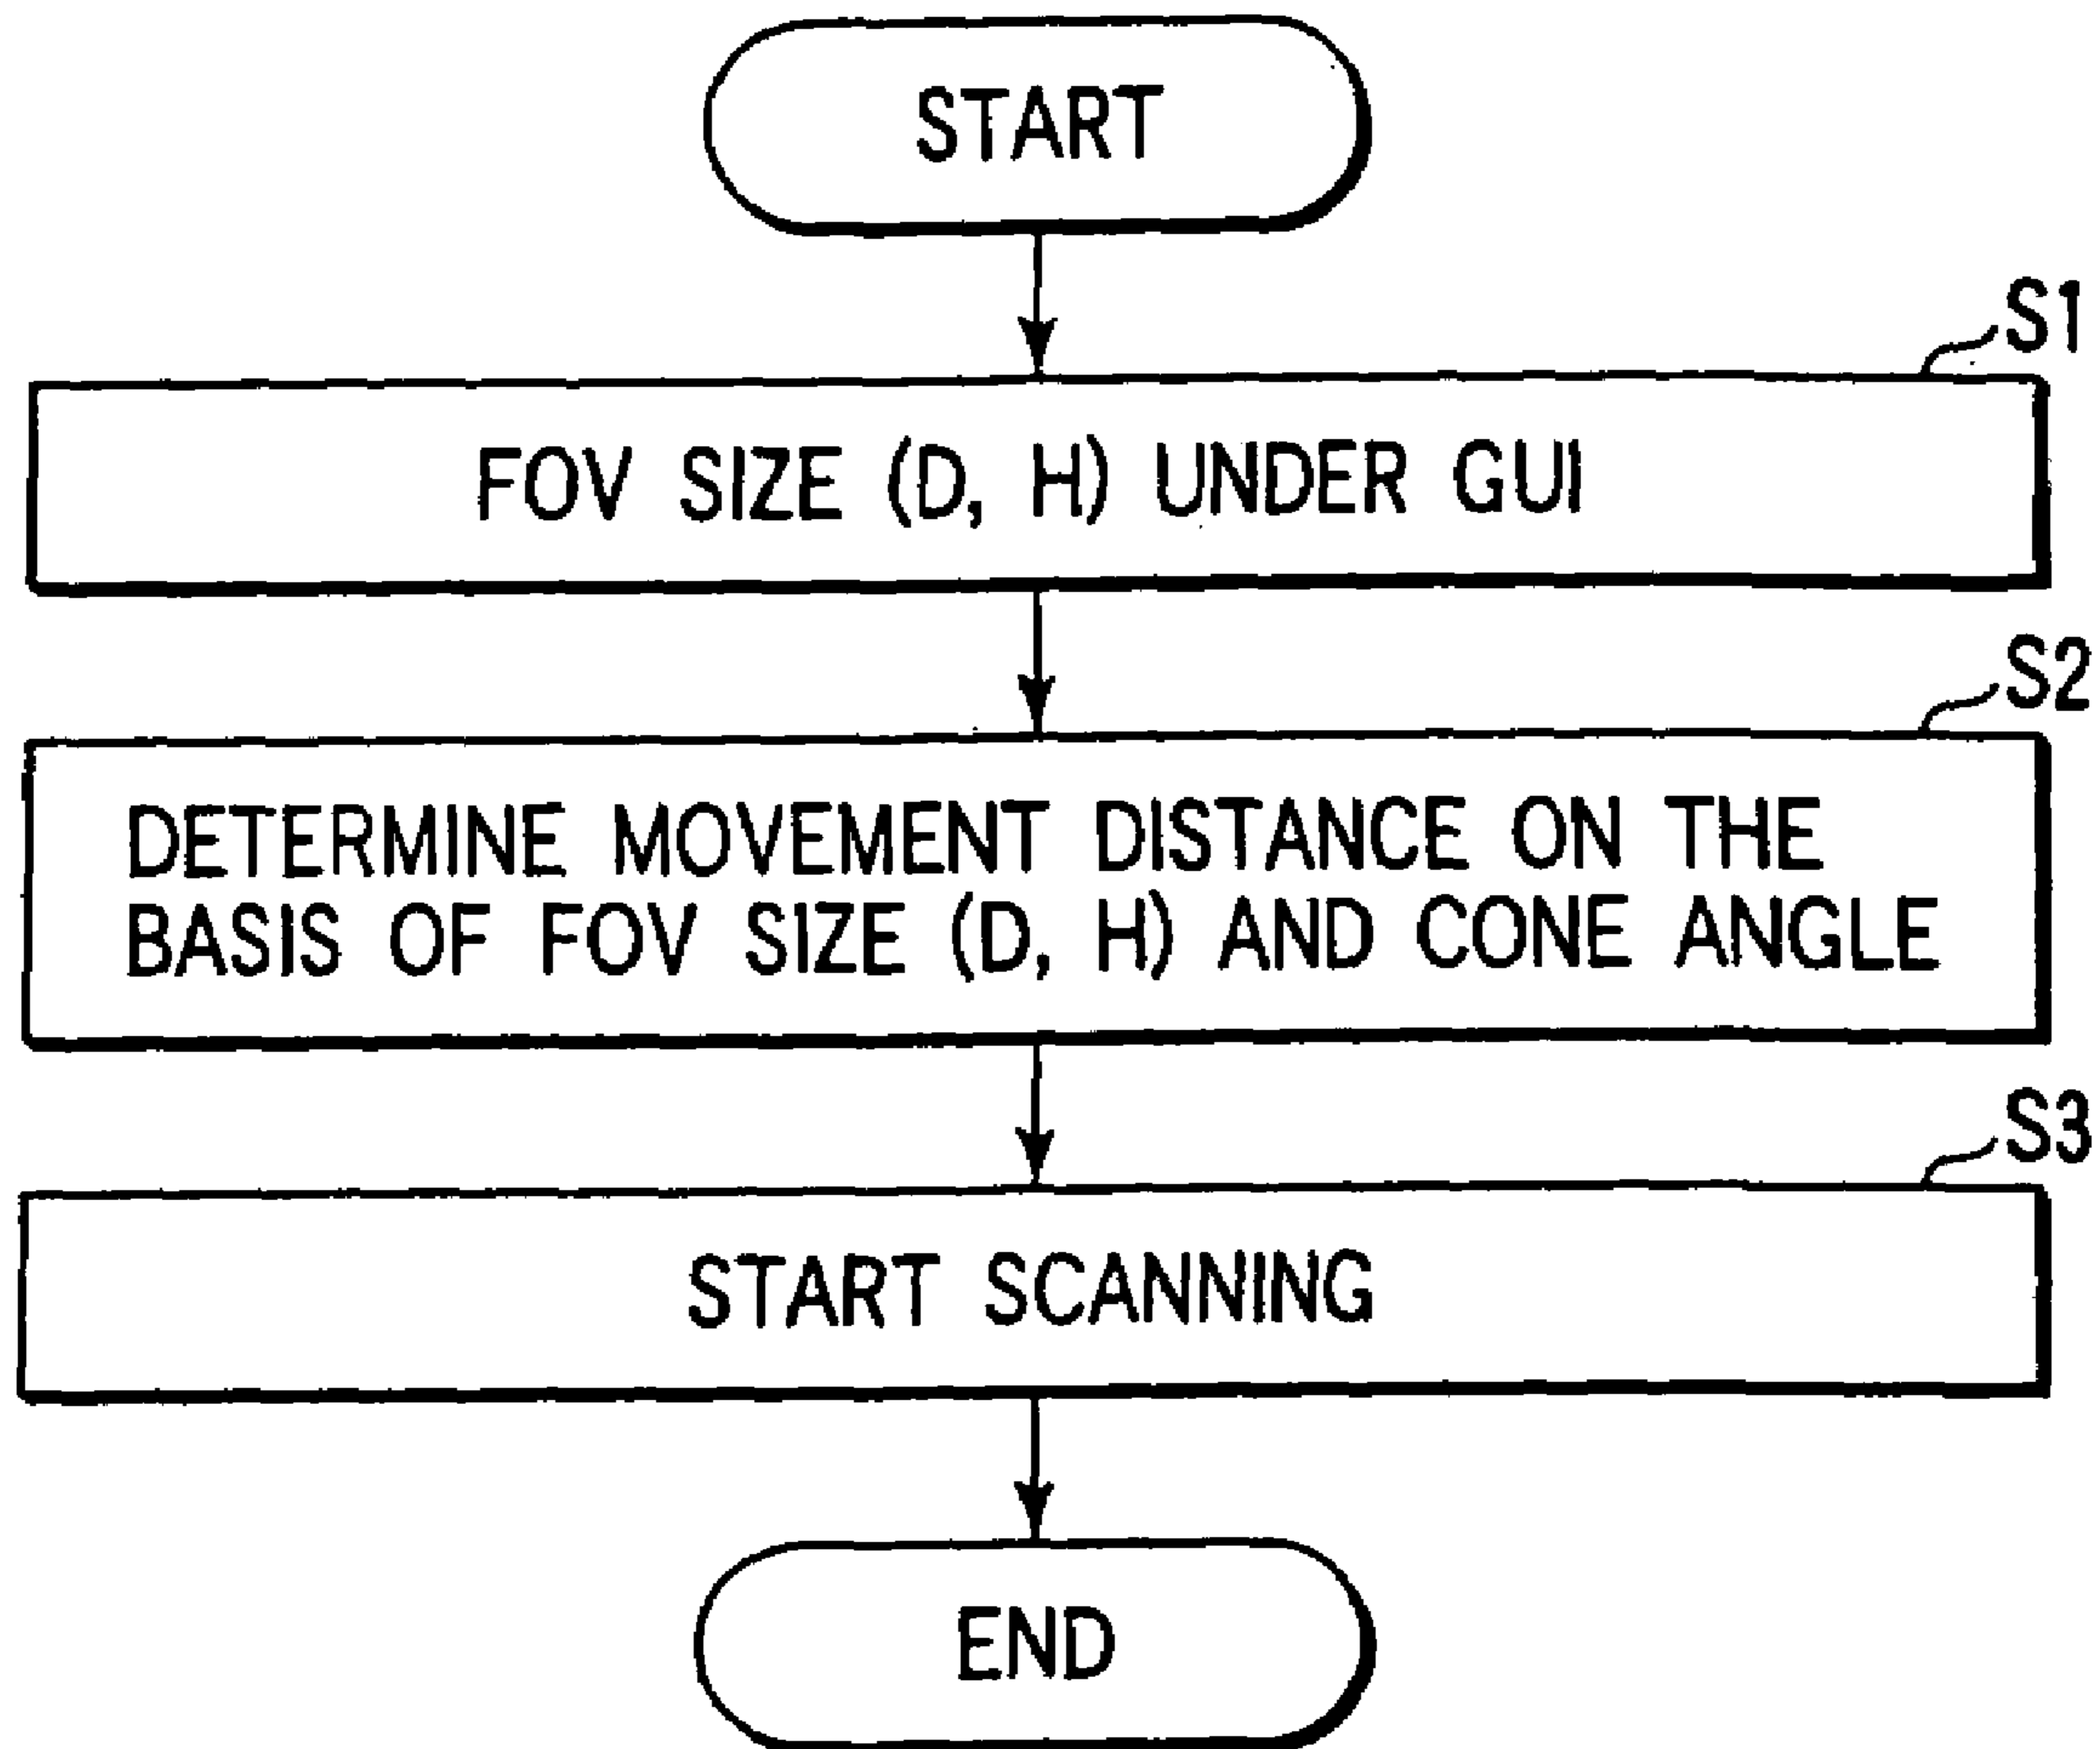 START
S1
FOV SIZE (D, H) UNDER GUI
S2
DETERMINE MOVEMENT DISTANCE ON THE
BASIS OF FOV SIZE (D, H) AND CONE ANGLE
S3
START SCANNING
END